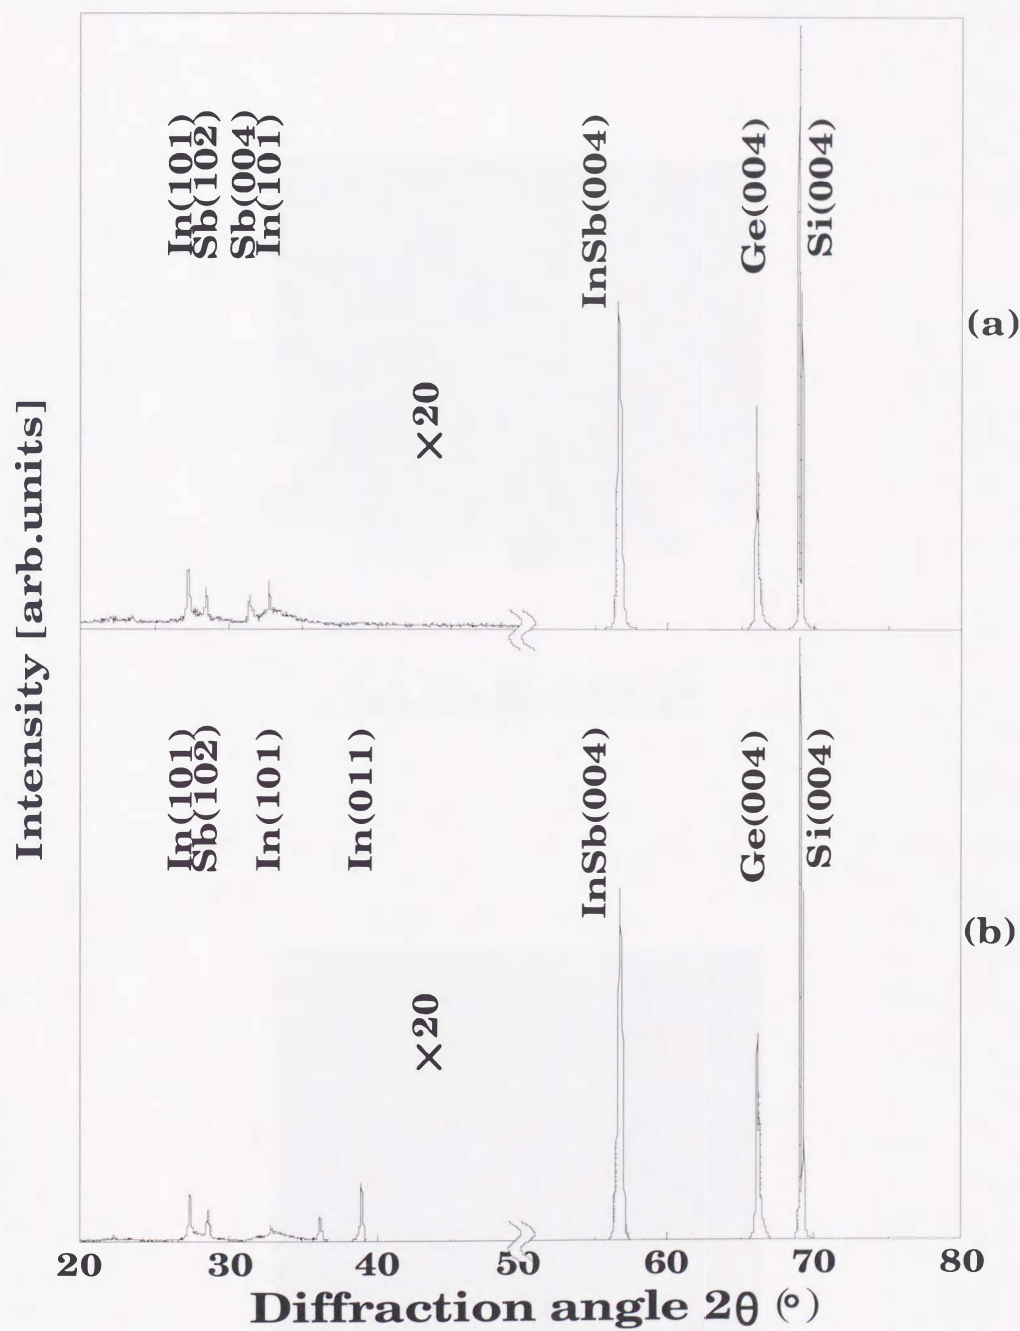 In(101)
Sb(102)
Sb(004)
In(101)
InSb(004)
Ge(004)
Si(004)
(a)
×20
Intensity [arb.units]
In(101)
Sb(102)
In(101)
In(011)
InSb(004)
Ge(004)
Si(004)
(b)
×20
20 30 40 50 60 70 80
Diffraction angle 2θ (°)